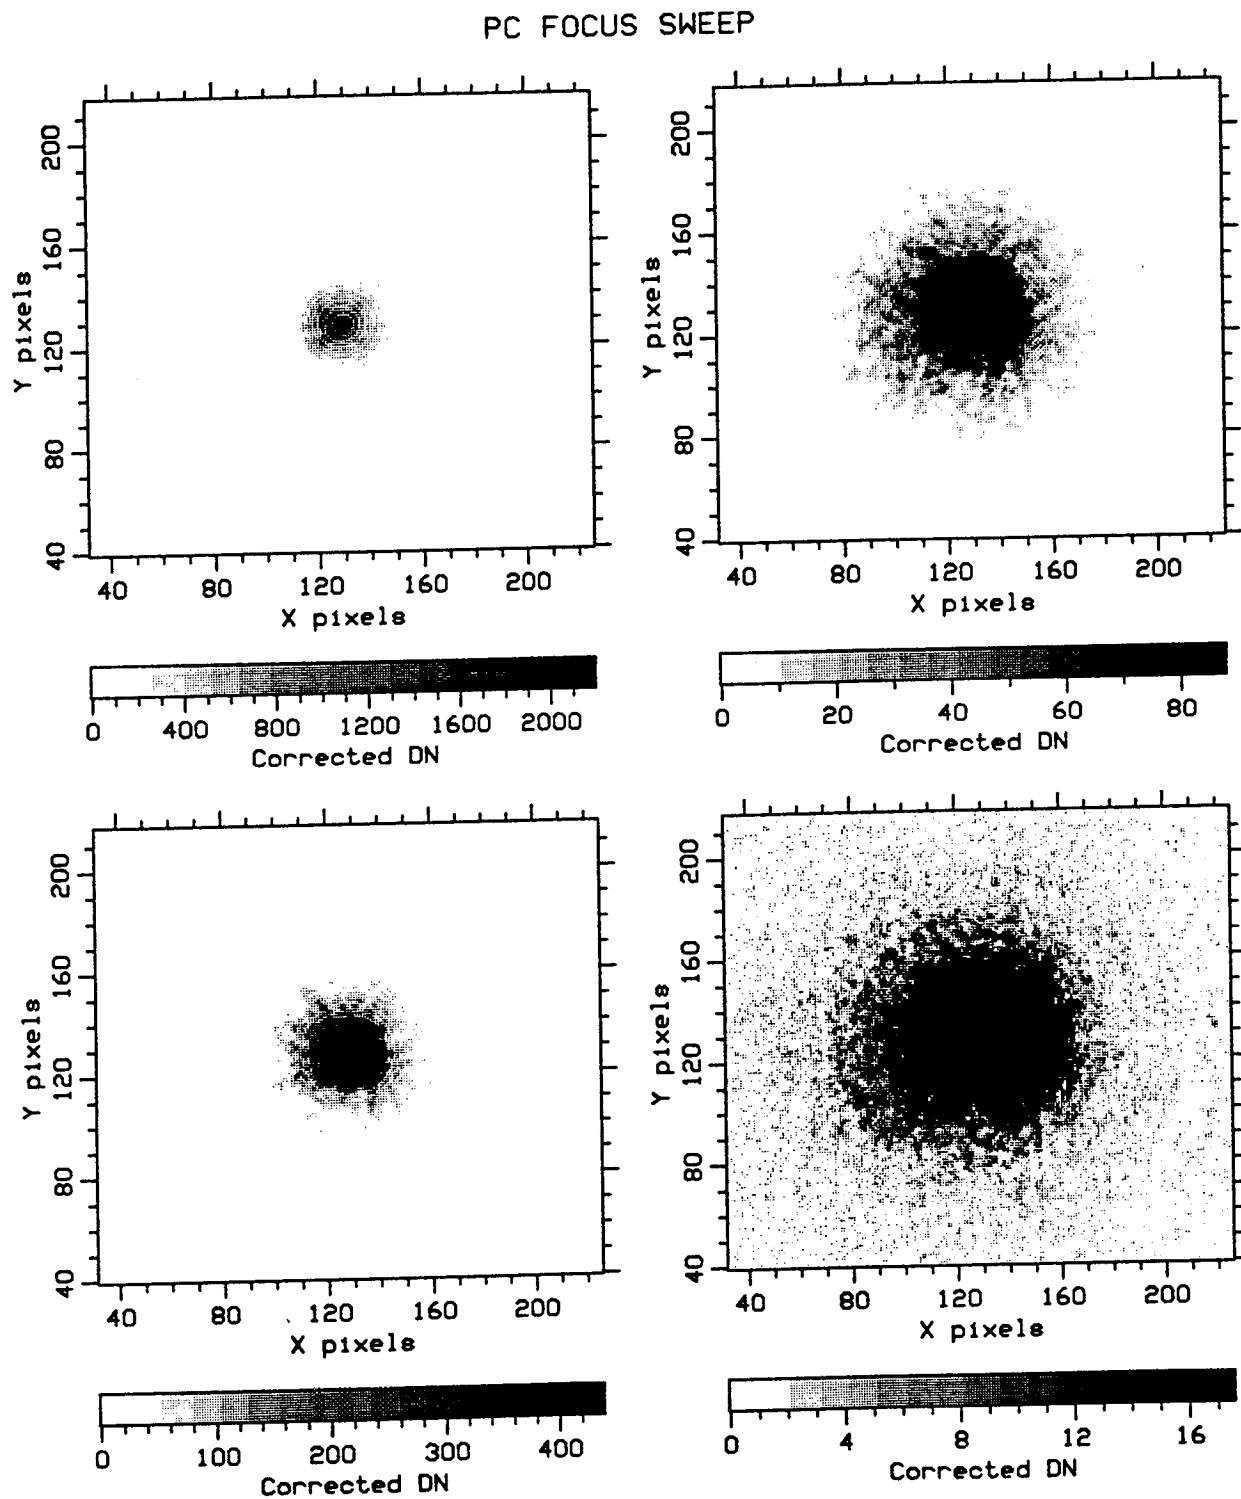 PC FOCUS SWEEP
200
160
120
80
40
Y pixels
40 80 120 160 200
X pixels
0 400 800 1200 1600 2000
Corrected DN
200
160
120
80
40
Y pixels
40 80 120 160 200
X pixels
0 20 40 60 80
Corrected DN
200
160
120
80
40
Y pixels
40 80 120 160 200
X pixels
0 100 200 300 400
Corrected DN
200
160
120
80
40
Y pixels
40 80 120 160 200
X pixels
0 4 8 12 16
Corrected DN